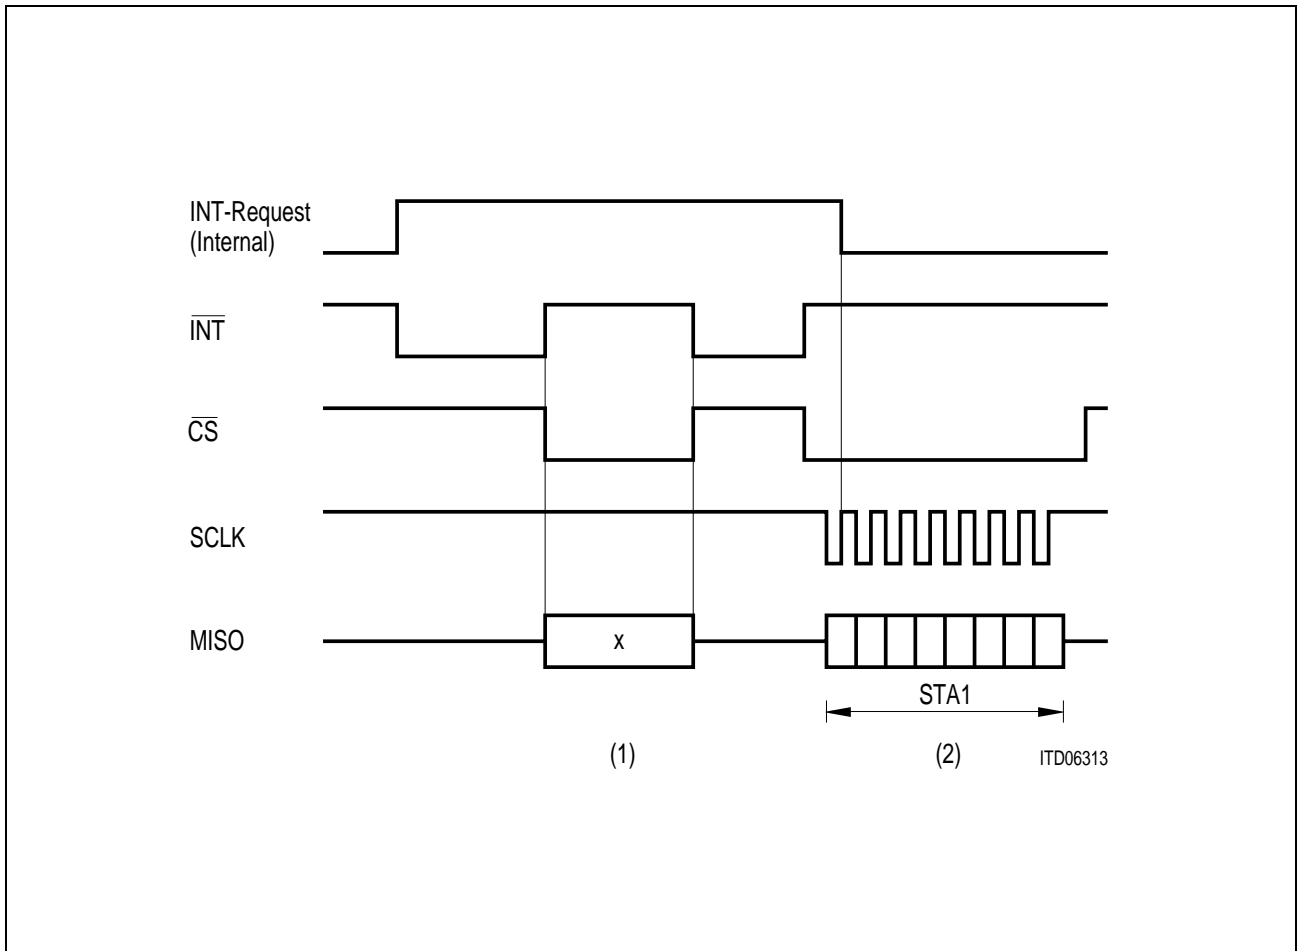 INT-Request
(Internal)
INT
CS
SCLK
MISO
x
STA1
(1)
(2)
ITD06313